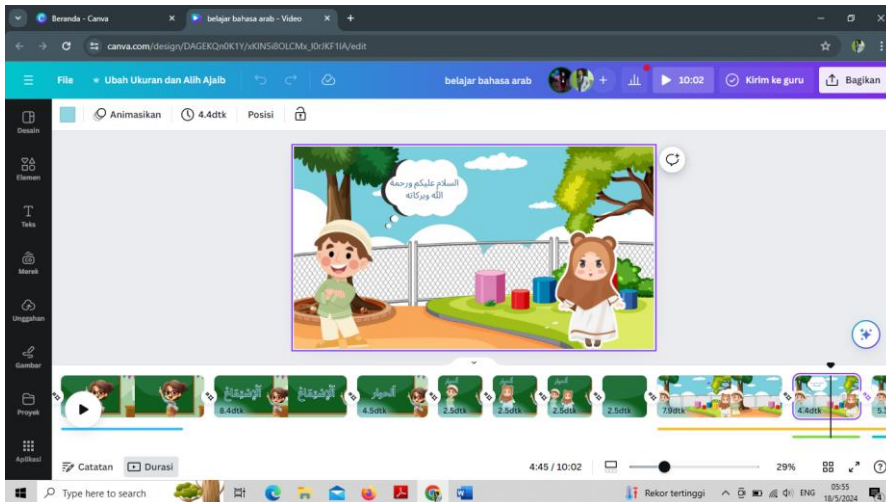 Beranda - Canva
belajar bahasa arab - Video
canva.com/design/DAGEKQn0K1Y/xKIN5i8OLCMx_I0rJKF1IA/edit
File
Ubah Ukuran dan Alih Ajaib
belajar bahasa arab
10:02
Kirim ke guru
Bagikan
Animasikan
4.4dtk
Posisi
Desain
Elemen
Teks
Merek
Unggahan
Gambar
Proyek
Aplikasi
السلام عليكم ورحمة
الله وبركاته
الحوار
8.4dtk
4.5dtk
2.5dtk
2.5dtk
2.5dtk
2.5dtk
7.9dtk
4.4dtk
Catatan
Durasi
4:45 / 10:02
29%
Type here to search
Rekor tertinggi
ENG
05:55
18/5/2024